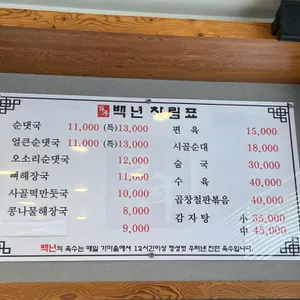 백년 차림표
순댓국 11,000 (특)13,000
얼큰순댓국 11,000 (특)13,000
오소리순댓국 12,000
뼈해장국 11,000
사골떡만둣국 10,000
콩나물해장국 8,000
9,000
편육 15,000
시골순대 18,000
술국 30,000
수육 40,000
곱창철판볶음 40,000
감자탕 小 35,000
中 45,000
백년의 육수는 매일 가마솥에서 12시간이상 정성껏 우려낸 진한 육수입니다.